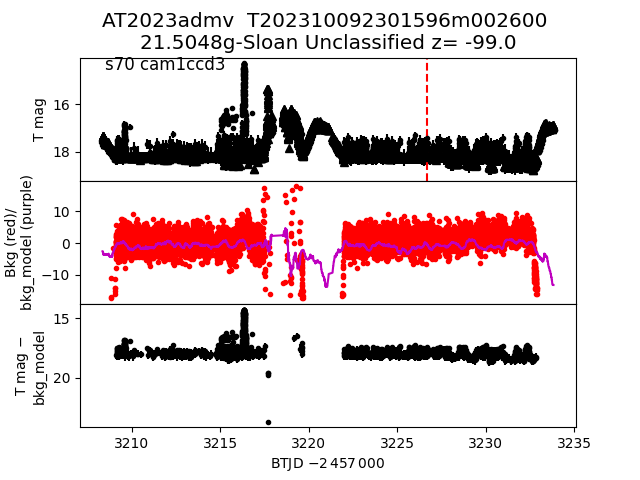 AT2023admv  T202310092301596m002600
21.5048g-Sloan Unclassified z= -99.0
s70 cam1ccd3
T mag
16
18
Bkg (red)/
bkg_model (purple)
10
0
−10
T mag −
bkg_model
15
20
3210 3215 3220 3225 3230 3235
BTJD −2 457 000